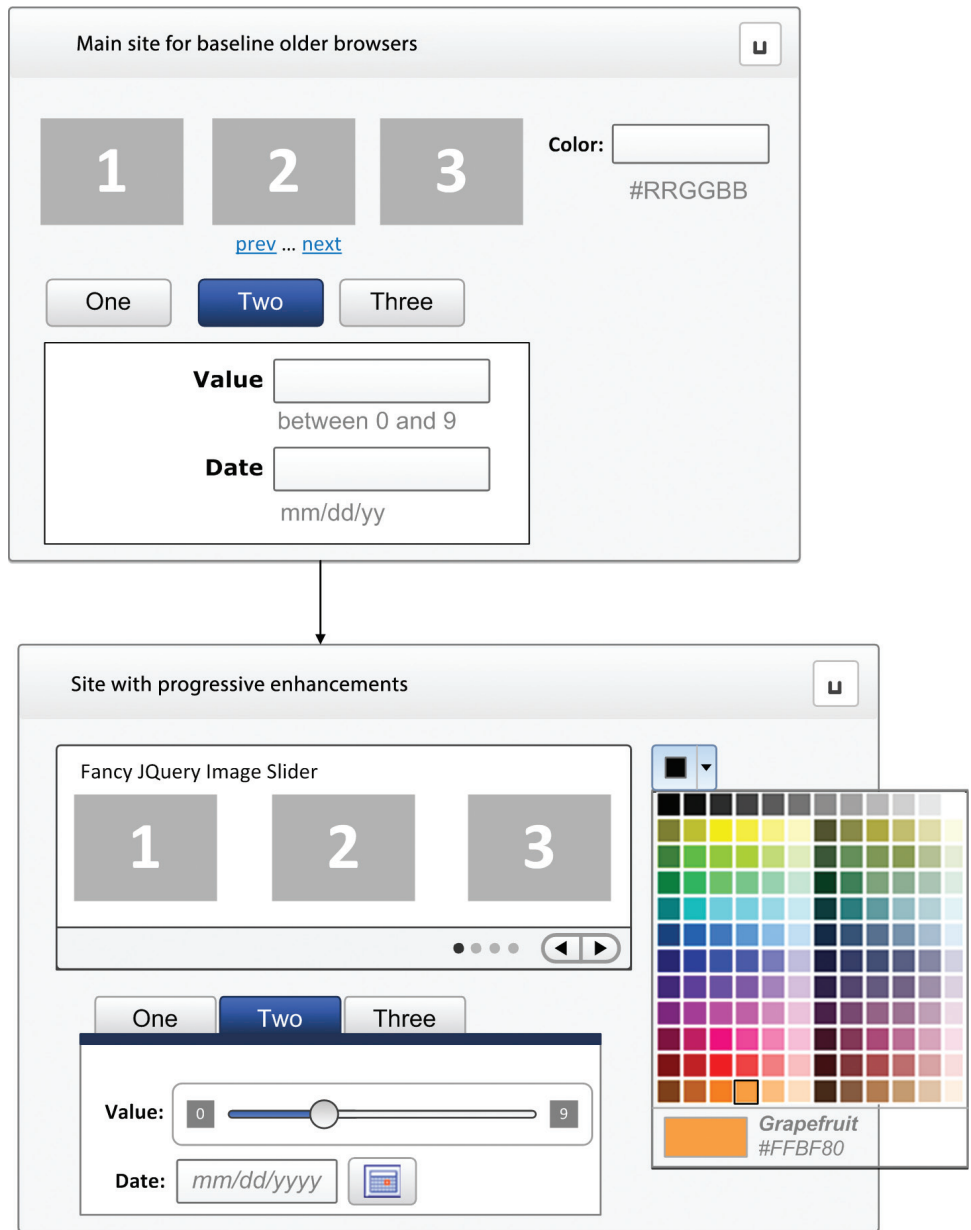 Main site for baseline older browsers
1 2 3
Color:
#RRGGBB
prev ... next
One Two Three
Value
between 0 and 9
Date
mm/dd/yy
Site with progressive enhancements
Fancy JQuery Image Slider
1 2 3
One Two Three
Value: 0 9
Date: mm/dd/yyyy
Grapefruit
#FFBF80